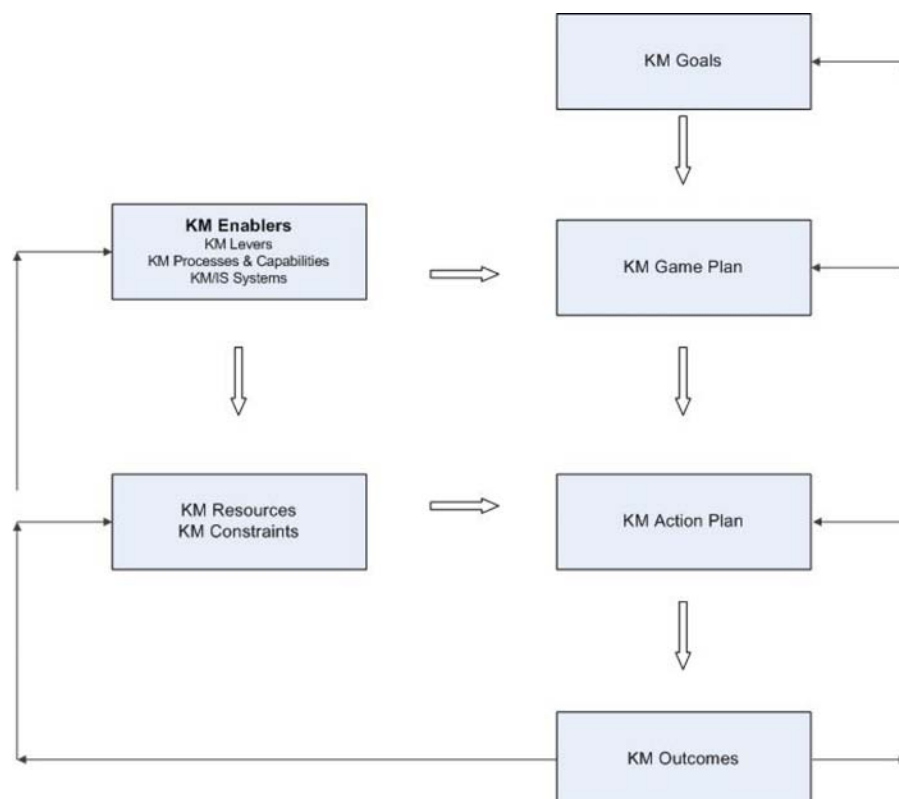 KM Goals
KM Enablers
KM Levers
KM Processes & Capabilities
KM/IS Systems
KM Game Plan
KM Resources
KM Constraints
KM Action Plan
KM Outcomes